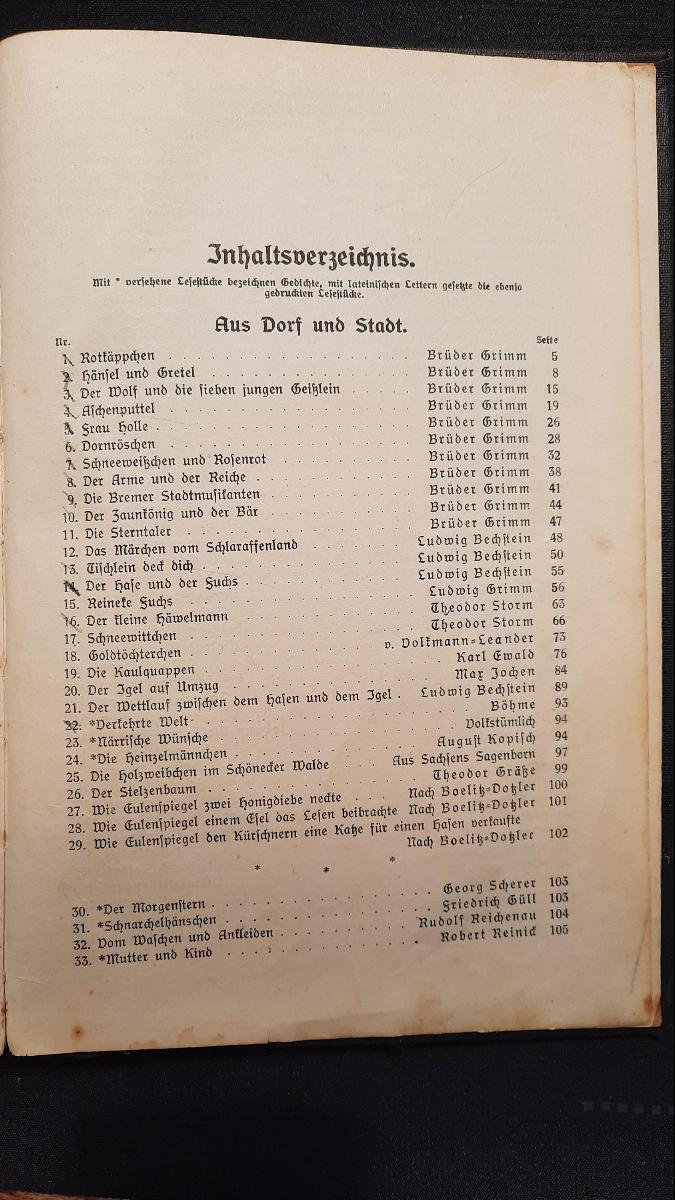 Inhaltsverzeichnis.
Mit * versehene Lesestücke bezeichnen Gedichte, mit lateinischen Lettern gesetzte die ebenso
gedruckten Lesestücke.
Aus Dorf und Stadt.
Nr. Seite
1. Rotkäppchen . . . . Brüder Grimm 5
2. Hänsel und Gretel . . . . Brüder Grimm 8
3. Der Wolf und die sieben jungen Geißlein . . . . Brüder Grimm 15
4. Aschenputtel . . . . Brüder Grimm 19
5. Frau Holle . . . . Brüder Grimm 26
6. Dornröschen . . . . Brüder Grimm 28
7. Schneeweißchen und Rosenrot . . . . Brüder Grimm 32
8. Der Arme und der Reiche . . . . Brüder Grimm 38
9. Die Bremer Stadtmusikanten . . . . Brüder Grimm 41
10. Der Zaunkönig und der Bär . . . . Brüder Grimm 44
11. Die Sterntaler . . . . Brüder Grimm 47
12. Das Märchen vom Schlaraffenland . . . . Ludwig Bechstein 48
13. Tischlein deck dich . . . . Ludwig Bechstein 50
14. Der Hase und der Fuchs . . . . Ludwig Bechstein 55
15. Reineke Fuchs . . . . Ludwig Grimm 56
16. Der kleine Häwelmann . . . . Theodor Storm 63
17. Schneewittchen . . . . Theodor Storm 66
18. Goldtöchterchen . . . . v. Volkmann-Leander 73
19. Die Kaulquappen . . . . Karl Ewald 76
20. Der Igel auf Umzug . . . . Max Jochen 84
21. Der Wettlauf zwischen dem Hasen und dem Igel . Ludwig Bechstein 89
22. *Verkehrte Welt . . . . Böhme 93
23. *Närrische Wünsche . . . . Volkstümlich 94
24. *Die Heinzelmännchen . . . . August Kopisch 94
25. Die Holzweibchen im Schönecker Walde . . . . Aus Sachsens Sagenborn 97
26. Der Stelzenbaum . . . . Theodor Gräße 99
27. Wie Eulenspiegel zwei Honigdiebe neckte . . . Nach Boelitz-Doßler 100
28. Wie Eulenspiegel einem Esel das Lesen beibrachte Nach Boelitz-Doßler 101
29. Wie Eulenspiegel den Kürschnern eine Katze für einen Hasen verkaufte
Nach Boelitz-Doßler 102
* * *
30. *Der Morgenstern . . . . Georg Scherer 103
31. *Schnarchelhänschen . . . . Friedrich Güll 103
32. Vom Waschen und Ankleiden . . . . Rudolf Reichenau 104
33. *Mutter und Kind . . . . Robert Reinick 105